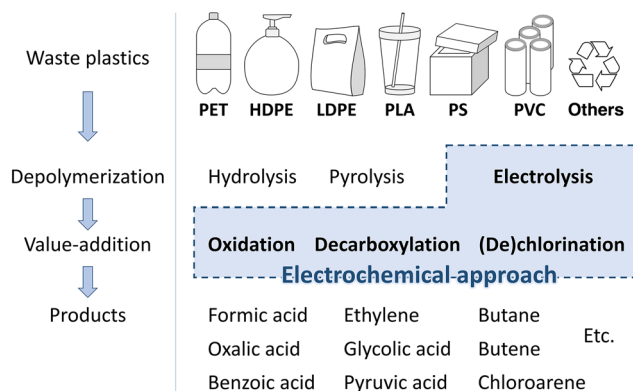 Waste plastics
PET HDPE LDPE PLA PS PVC Others
Depolymerization Hydrolysis Pyrolysis Electrolysis
Value-addition Oxidation Decarboxylation (De)chlorination
Electrochemical approach
Products Formic acid Ethylene Butane
Etc.
Oxalic acid Glycolic acid Butene
Benzoic acid Pyruvic acid Chloroarene